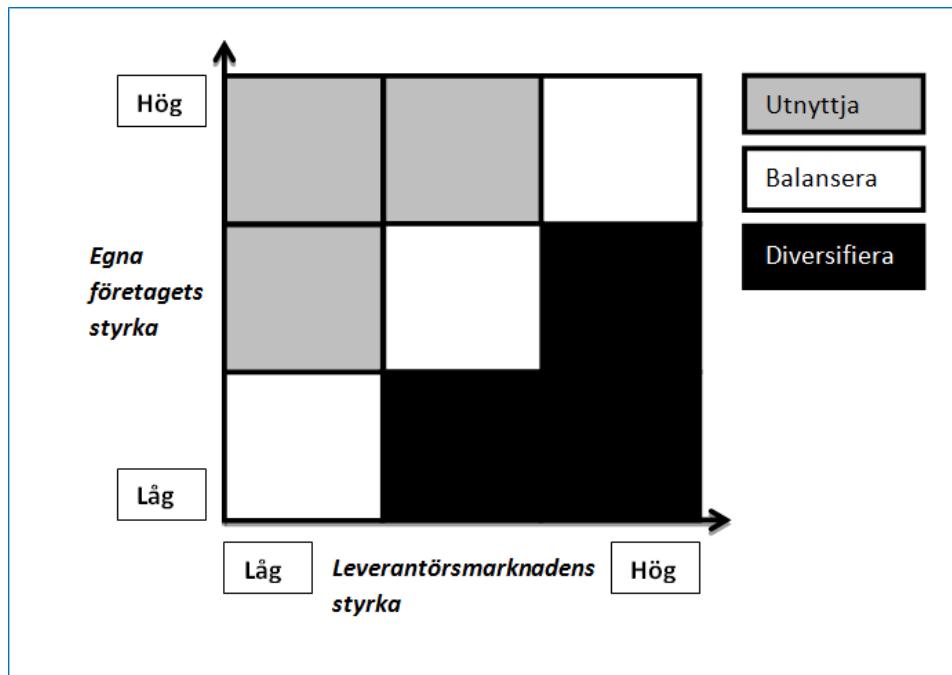 Hög
Utnyttja
Balansera
Diversifiera
Egna
företagets
styrka
Låg
Låg
Leverantörsmarknadens
styrka
Hög